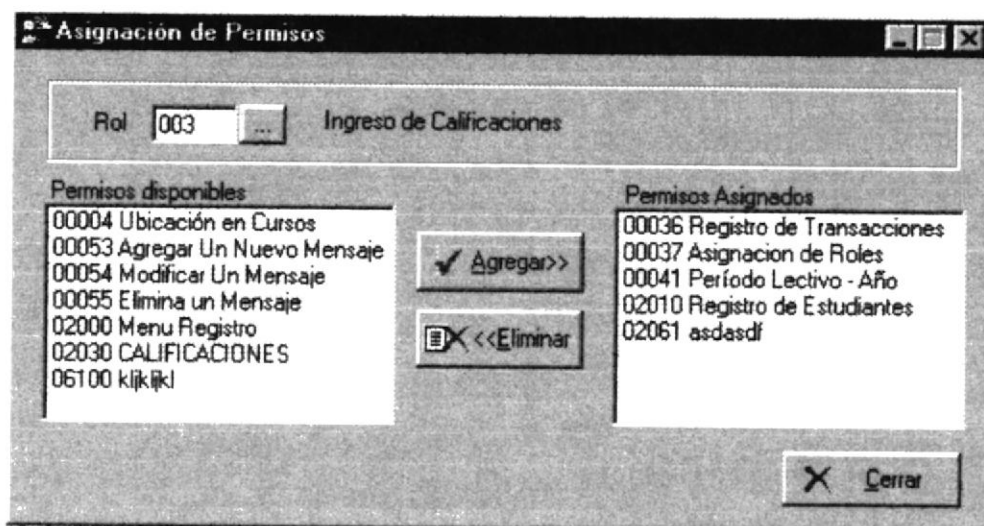 Asignación de Permisos
Rol 003 ... Ingreso de Calificaciones
Permisos disponibles
00004 Ubicación en Cursos
00053 Agregar Un Nuevo Mensaje
00054 Modificar Un Mensaje
00055 Elimina un Mensaje
02000 Menu Registro
02030 CALIFICACIONES
06100 kljkljkl
Agregar>>
<<Eliminar
Permisos Asignados
00036 Registro de Transacciones
00037 Asignacion de Roles
00041 Período Lectivo - Año
02010 Registro de Estudiantes
02061 asdasdf
Cerrar